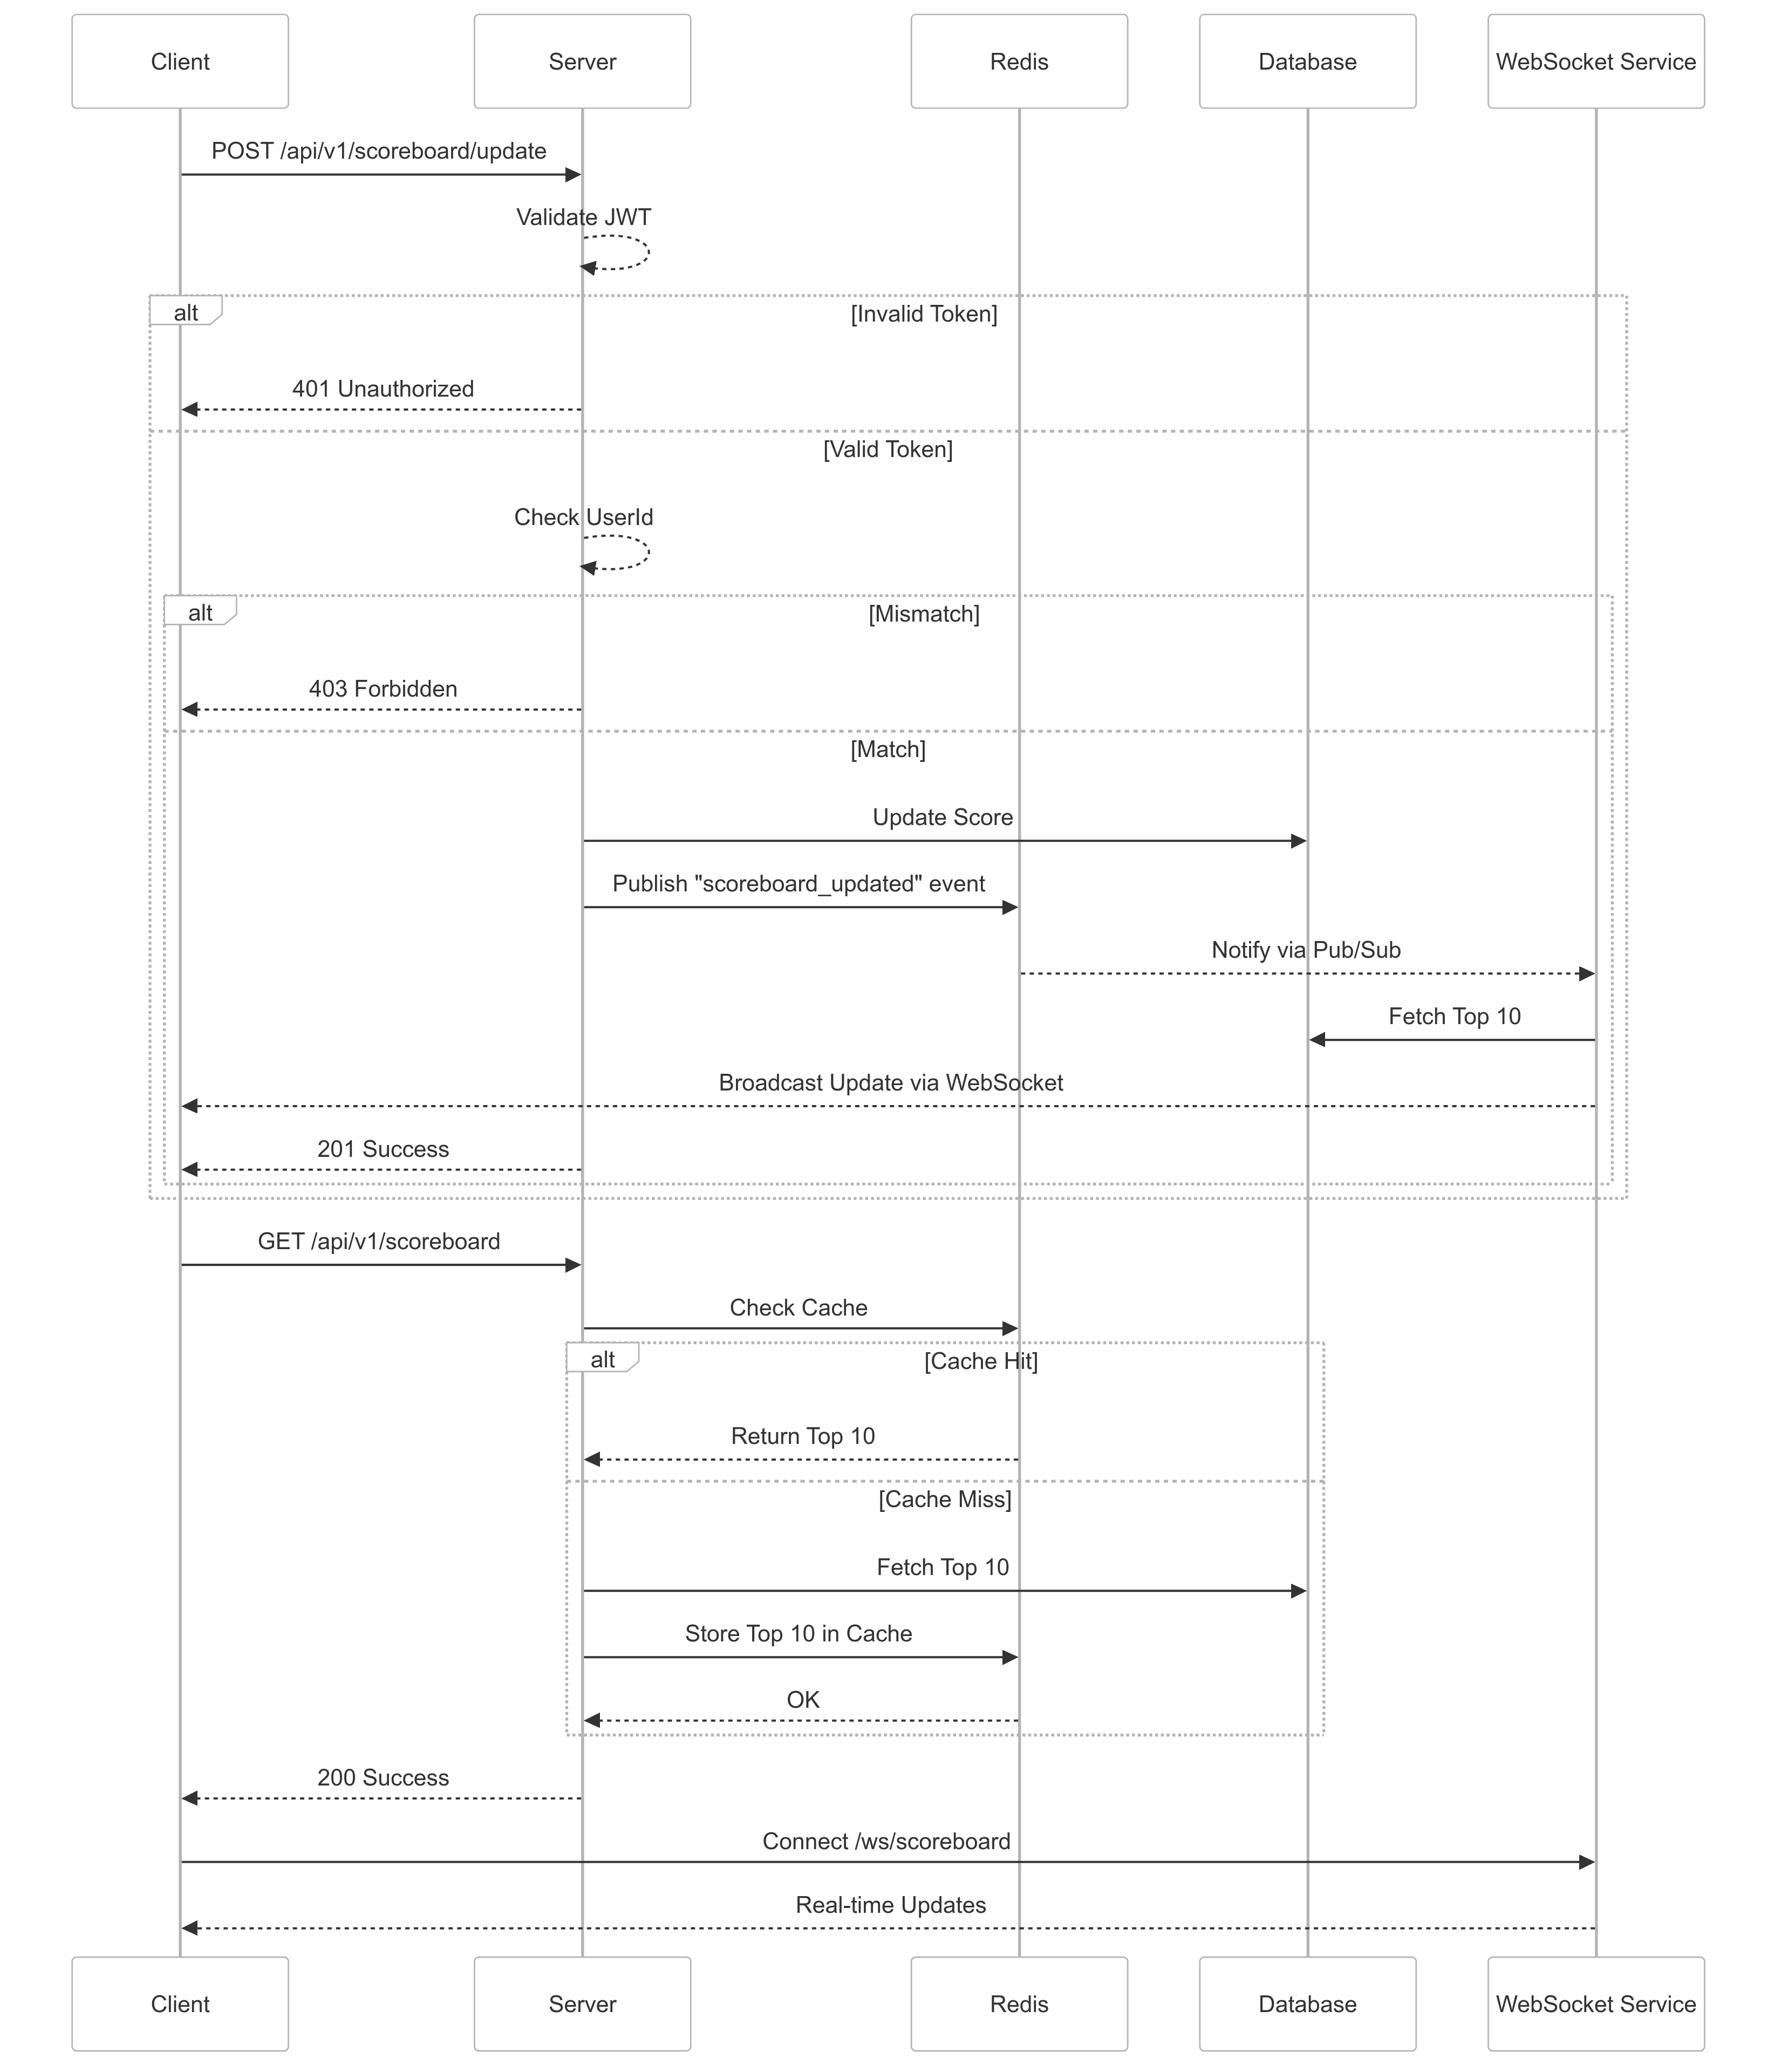 Client
Server
Redis
Database
WebSocket Service
POST /api/v1/scoreboard/update
Validate JWT
alt
[Invalid Token]
401 Unauthorized
[Valid Token]
Check UserId
alt
[Mismatch]
403 Forbidden
[Match]
Update Score
Publish "scoreboard_updated" event
Notify via Pub/Sub
Fetch Top 10
Broadcast Update via WebSocket
201 Success
GET /api/v1/scoreboard
Check Cache
alt
[Cache Hit]
Return Top 10
[Cache Miss]
Fetch Top 10
Store Top 10 in Cache
OK
200 Success
Connect /ws/scoreboard
Real-time Updates
Client
Server
Redis
Database
WebSocket Service